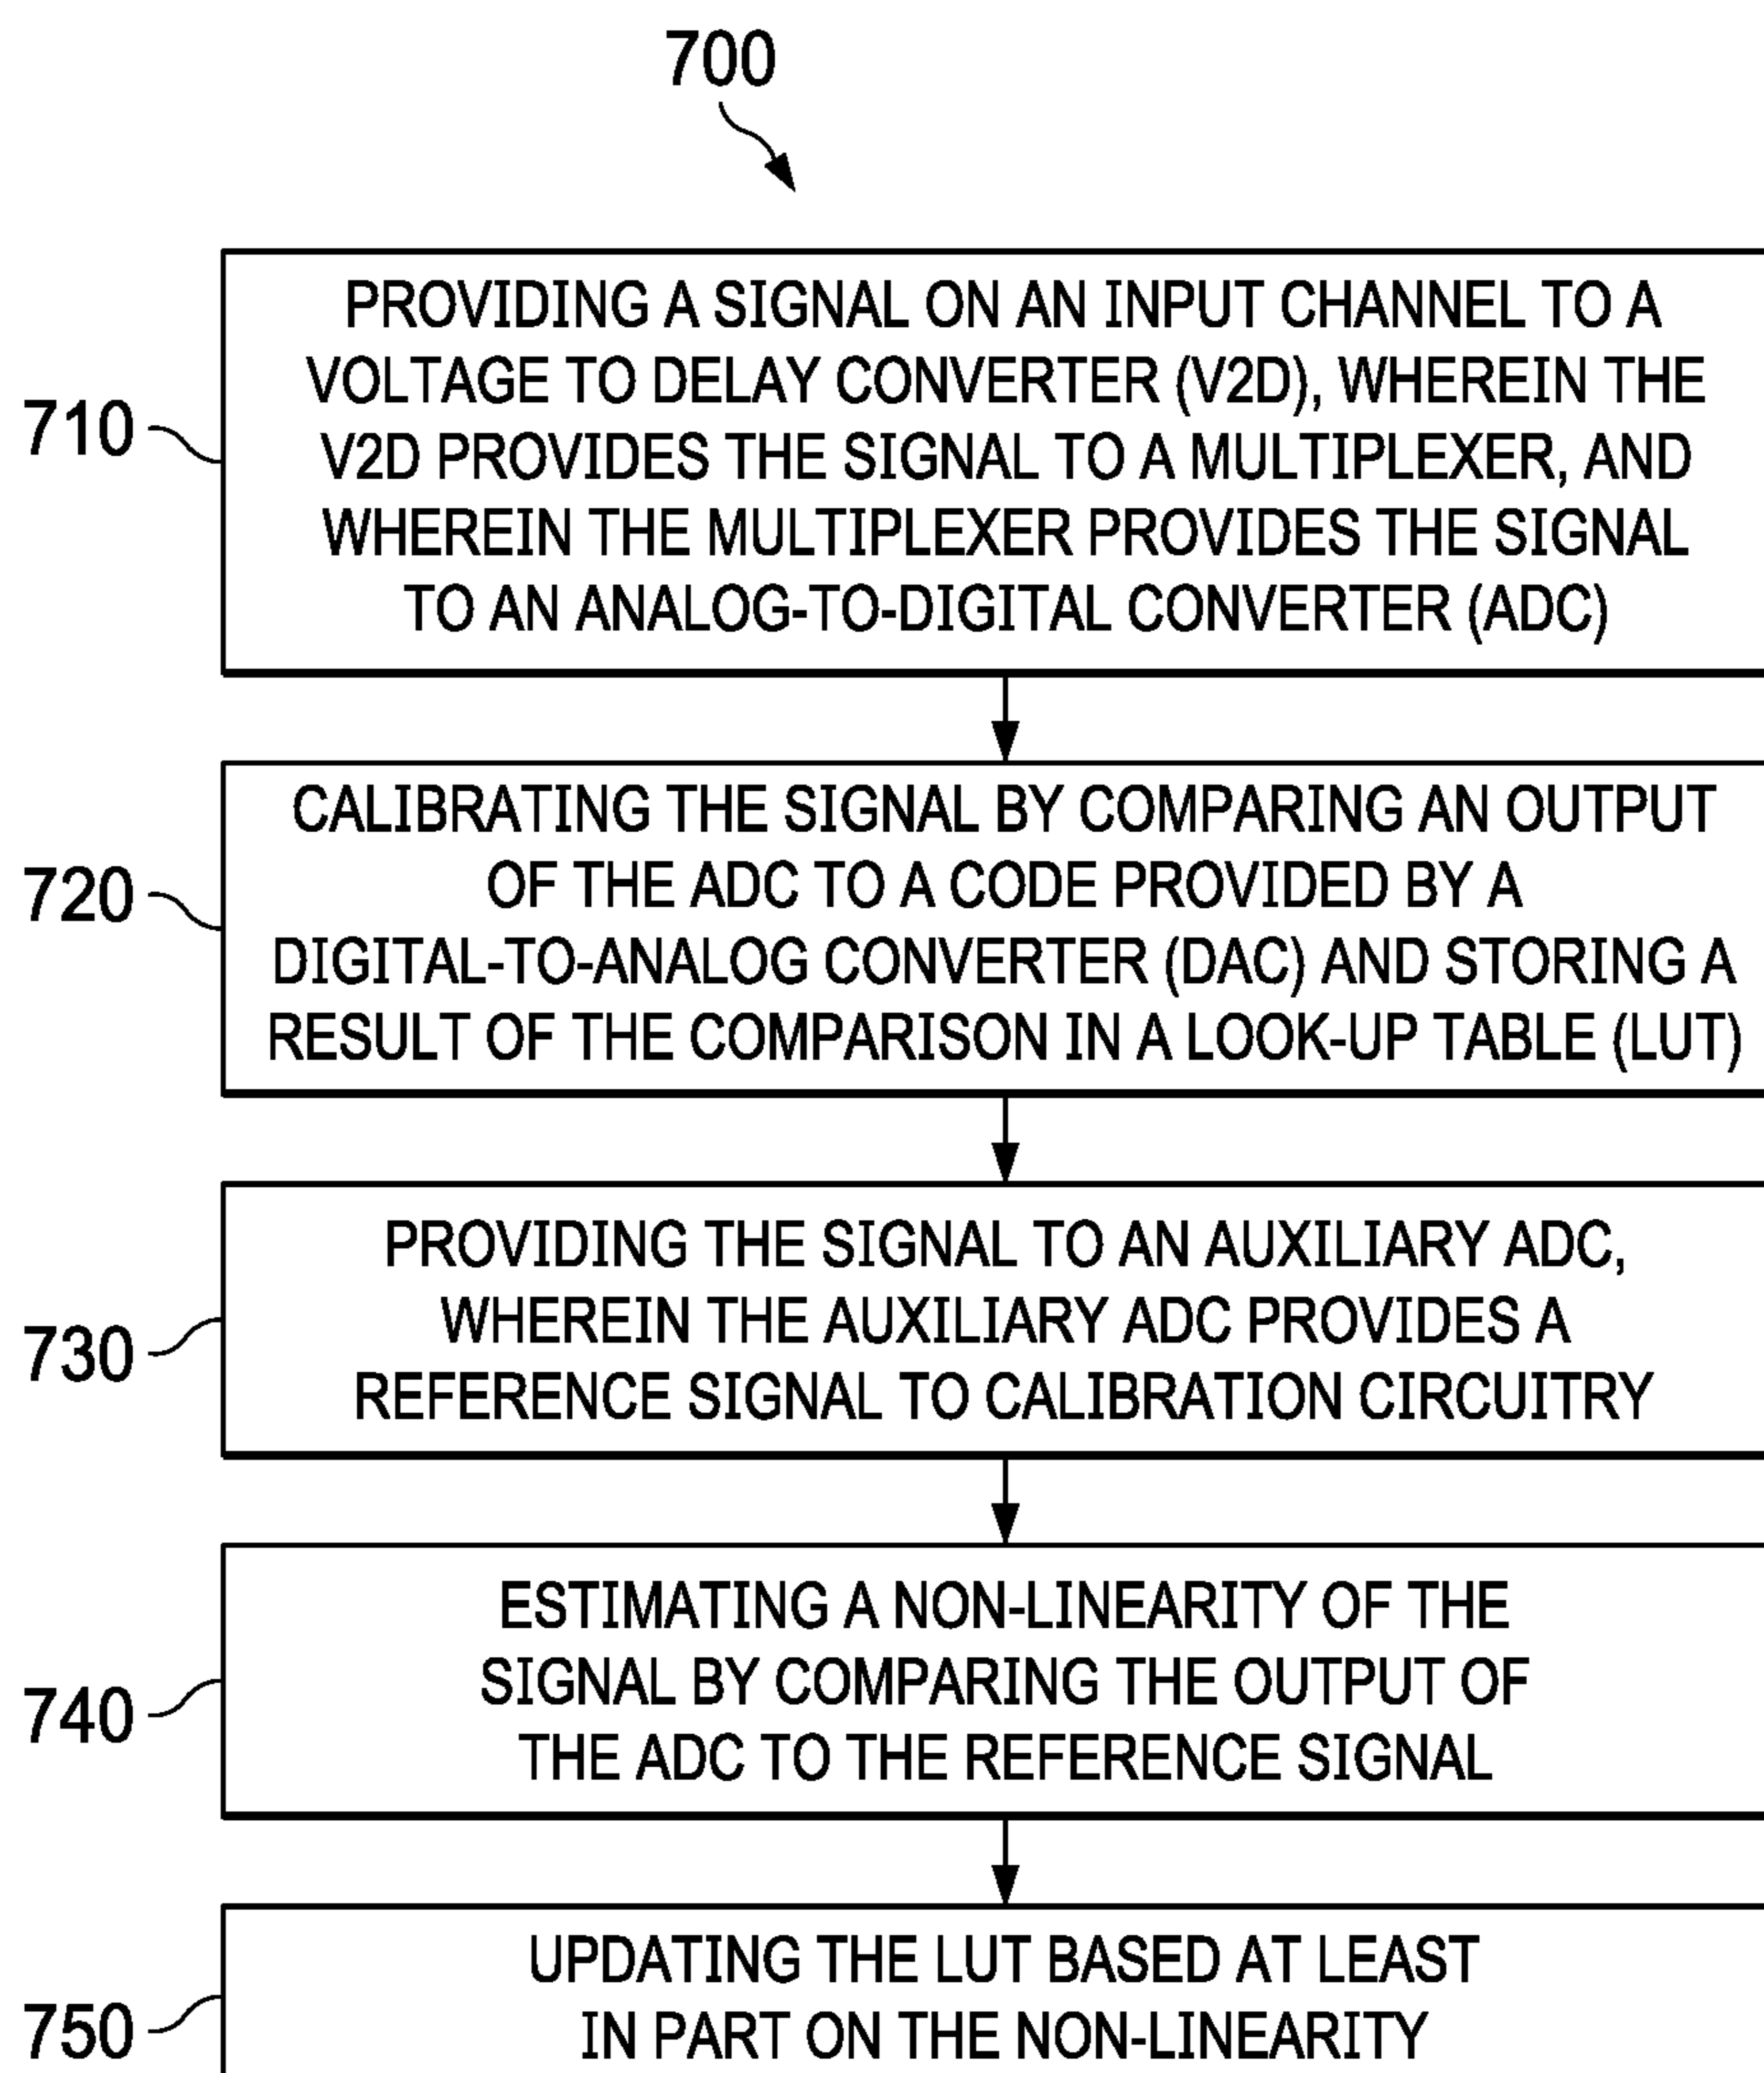 700
710
PROVIDING A SIGNAL ON AN INPUT CHANNEL TO A
VOLTAGE TO DELAY CONVERTER (V2D), WHEREIN THE
V2D PROVIDES THE SIGNAL TO A MULTIPLEXER, AND
WHEREIN THE MULTIPLEXER PROVIDES THE SIGNAL
TO AN ANALOG-TO-DIGITAL CONVERTER (ADC)
720
CALIBRATING THE SIGNAL BY COMPARING AN OUTPUT
OF THE ADC TO A CODE PROVIDED BY A
DIGITAL-TO-ANALOG CONVERTER (DAC) AND STORING A
RESULT OF THE COMPARISON IN A LOOK-UP TABLE (LUT)
730
PROVIDING THE SIGNAL TO AN AUXILIARY ADC,
WHEREIN THE AUXILIARY ADC PROVIDES A
REFERENCE SIGNAL TO CALIBRATION CIRCUITRY
740
ESTIMATING A NON-LINEARITY OF THE
SIGNAL BY COMPARING THE OUTPUT OF
THE ADC TO THE REFERENCE SIGNAL
750
UPDATING THE LUT BASED AT LEAST
IN PART ON THE NON-LINEARITY